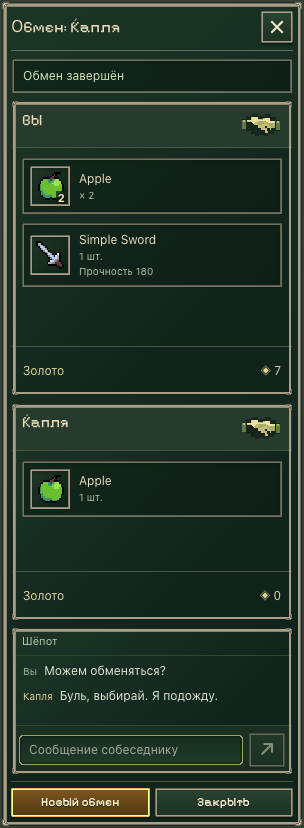 Обмен: Капля
Обмен завершён
ВЫ
2
Apple
× 2
Simple Sword
1 шт.
Прочность 180
Золото
7
Капля
Apple
1 шт.
Золото
0
Шёпот
Вы Можем обменяться?
Капля Буль, выбирай. Я подожду.
Сообщение собеседнику
Новый обмен
Закрыть